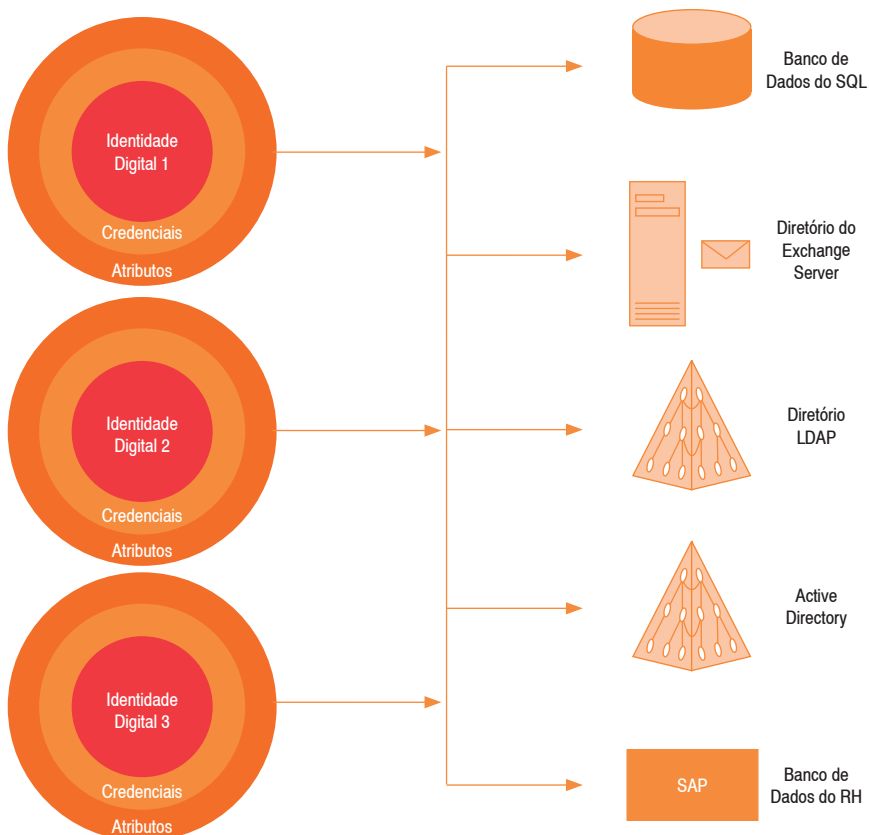 Identidade
Digital 1
Credenciais
Atributos
Identidade
Digital 2
Credenciais
Atributos
Identidade
Digital 3
Credenciais
Atributos
Banco de
Dados do SQL
Diretório do
Exchange
Server
Diretório
LDAP
Active
Directory
SAP
Banco de
Dados do RH